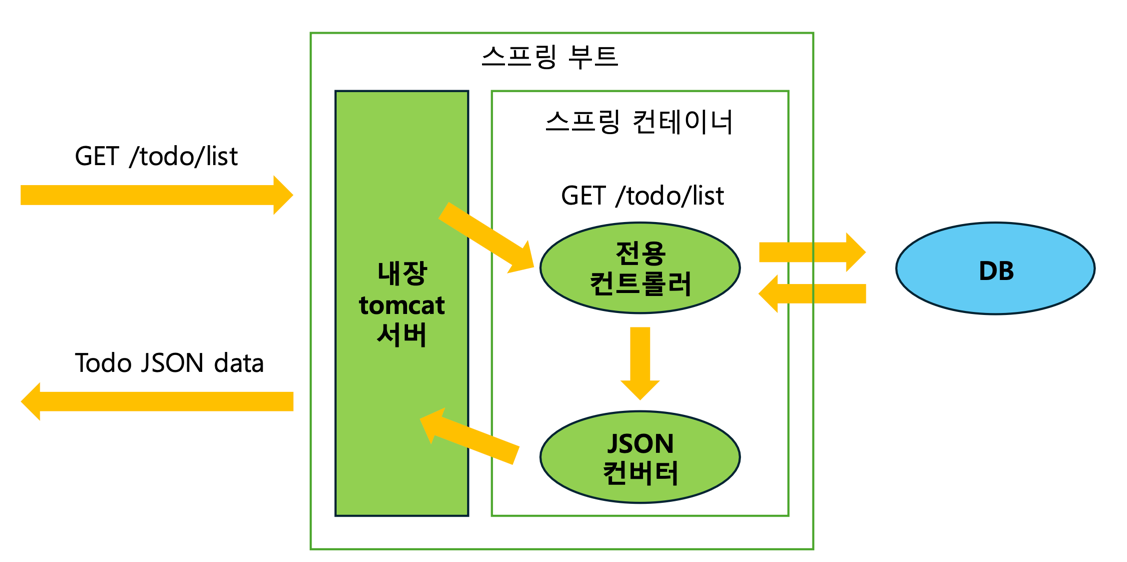 스프링 부트
스프링 컨테이너
GET /todo/list
GET /todo/list
전용
컨트롤러
DB
내장
tomcat
서버
Todo JSON data
JSON
컨버터